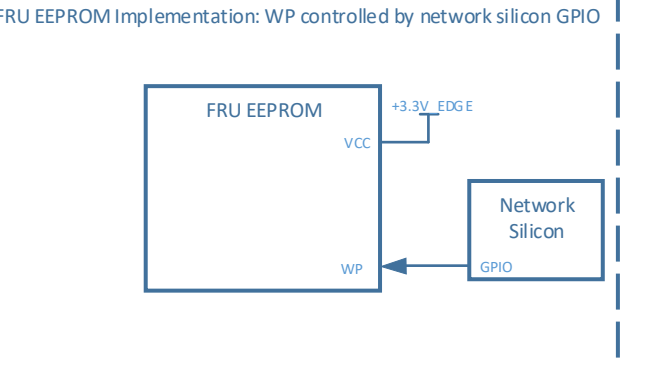 FRU EEPROM Implementation: WP controlled by network silicon GPIO
FRU EEPROM
+3.3V_EDGE
VCC
Network
Silicon
WP
GPIO